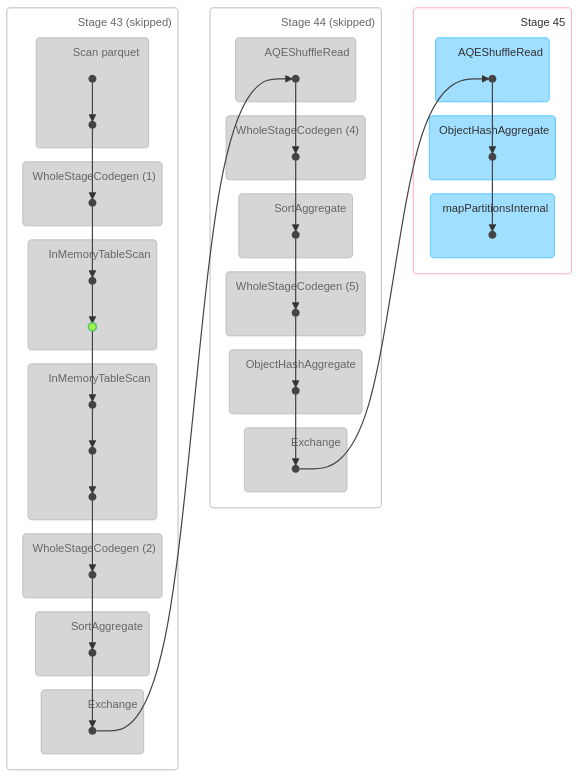 Stage 43 (skipped)
Scan parquet
WholeStageCodegen (1)
InMemoryTableScan
InMemoryTableScan
WholeStageCodegen (2)
SortAggregate
Exchange
Stage 44 (skipped)
AQEShuffleRead
WholeStageCodegen (4)
SortAggregate
WholeStageCodegen (5)
ObjectHashAggregate
Exchange
Stage 45
AQEShuffleRead
ObjectHashAggregate
mapPartitionsInternal